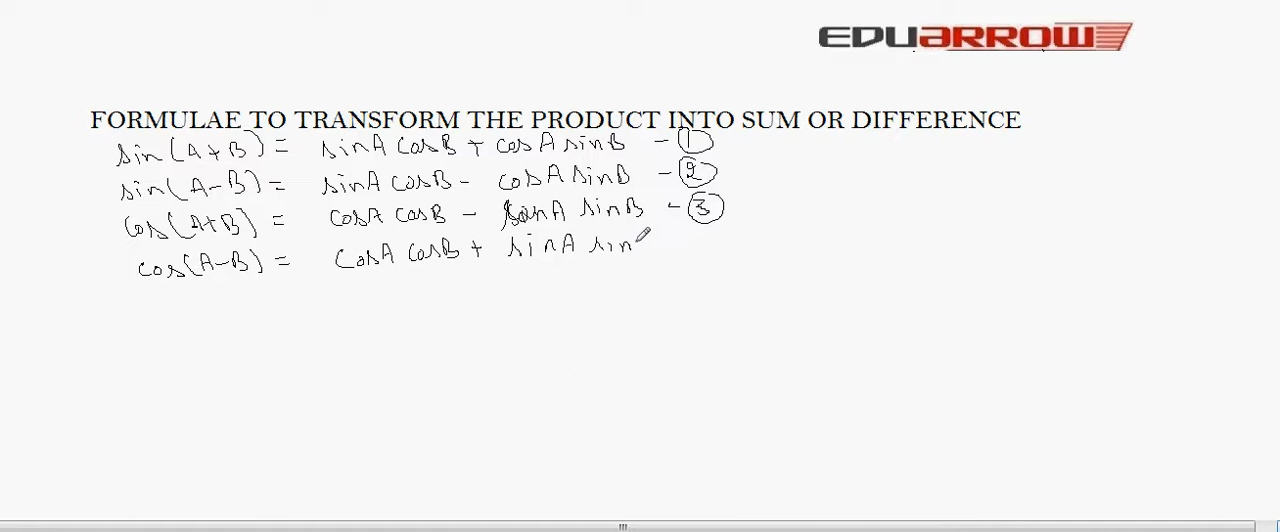 EDUARROW
FORMULAE TO TRANSFORM THE PRODUCT INTO SUM OR DIFFERENCE
sin(A+B) = sinA cosB + cosA sinB - ①
sin(A-B) = sinA cosB - cosA sinB - ②
cos(A+B) = cosA cosB - sinA sinB - ③
cos(A-B) = cosA cosB + sinA sin